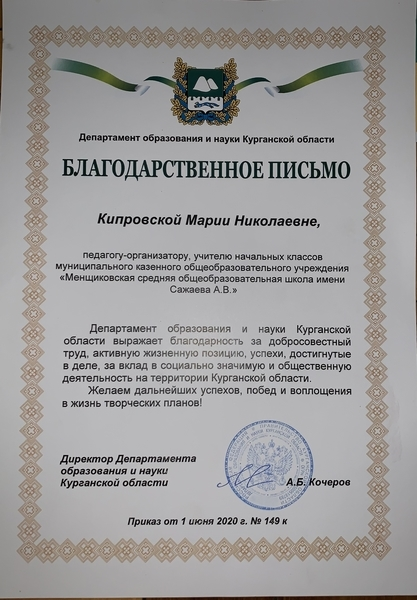 Департамент образования и науки Курганской области
БЛАГОДАРСТВЕННОЕ ПИСЬМО
Кипровской Марии Николаевне,
педагогу-организатору, учителю начальных классов
муниципального казенного общеобразовательного учреждения
«Менщиковская средняя общеобразовательная школа имени
Сажаева А.В.»
Департамент образования и науки Курганской
области выражает благодарность за добросовестный
труд, активную жизненную позицию, успехи, достигнутые
в деле, за вклад в социально значимую и общественную
деятельность на территории Курганской области.
Желаем дальнейших успехов, побед и воплощения
в жизнь творческих планов!
Директор Департамента
образования и науки
Курганской области
А.Б. Кочеров
Приказ от 1 июня 2020 г. № 149 к